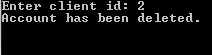 Enter client id: 2
Account has been deleted.